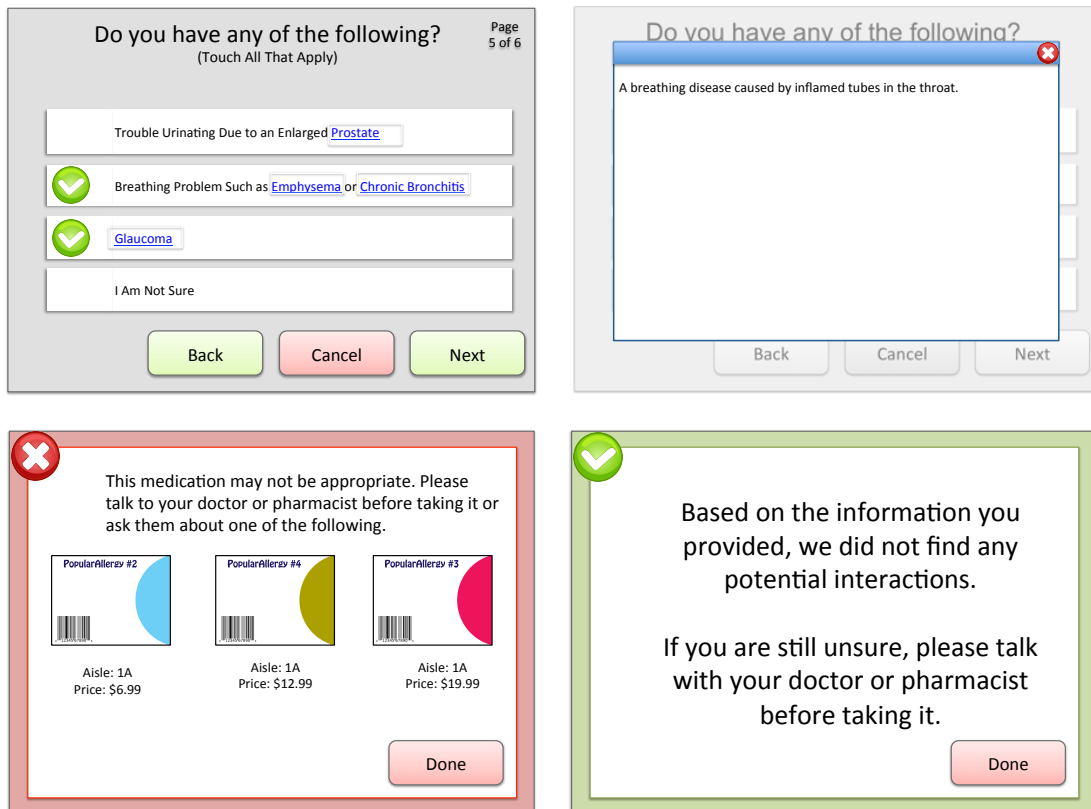 Do you have any of the following?
(Touch All That Apply)
Page
5 of 6
Trouble Urinating Due to an Enlarged Prostate
Breathing Problem Such as Emphysema or Chronic Bronchitis
Glaucoma
I Am Not Sure
Back
Cancel
Next
Do you have any of the following?
A breathing disease caused by inflamed tubes in the throat.
Back
Cancel
Next
This medication may not be appropriate. Please
talk to your doctor or pharmacist before taking it or
ask them about one of the following.
PopularAllergy #2
PopularAllergy #4
PopularAllergy #3
Aisle: 1A
Price: $6.99
Aisle: 1A
Price: $12.99
Aisle: 1A
Price: $19.99
Done
Based on the information you
provided, we did not find any
potential interactions.
If you are still unsure, please talk
with your doctor or pharmacist
before taking it.
Done